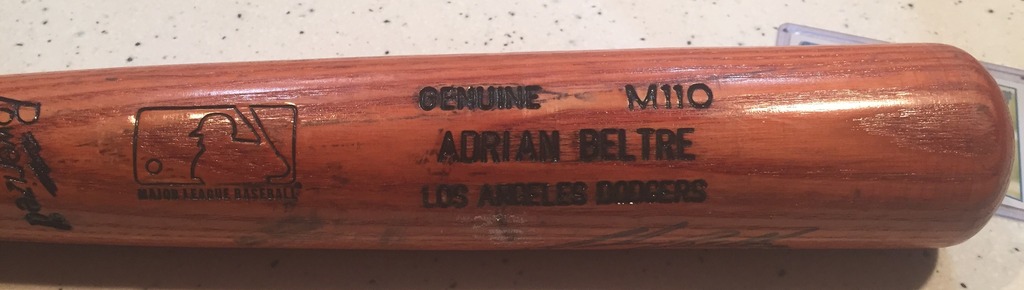 GENUINE M110
ADRIAN BELTRE
LOS ANGELES DODGERS
MAJOR LEAGUE BASEBALL